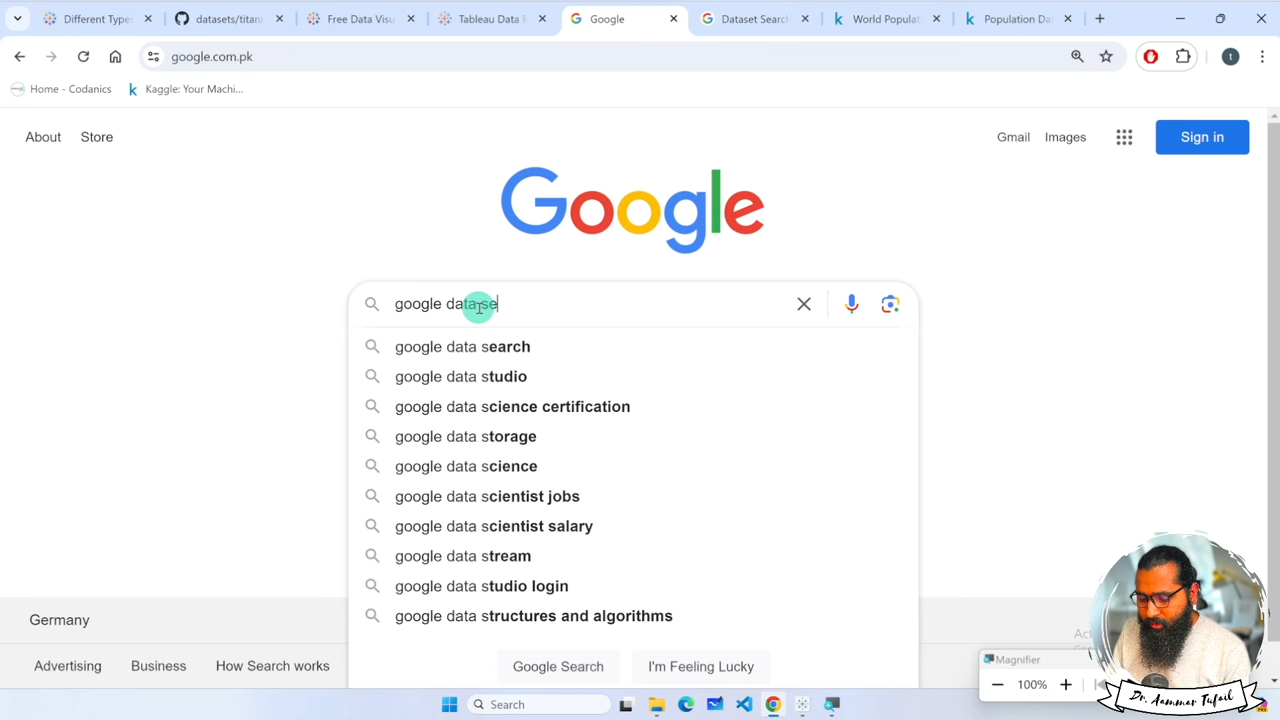 Different Type
datasets/titani
Free Data Visu
Tableau Data F
Google
Dataset Search
World Populat
Population Da
google.com.pk
Home - Codanics
Kaggle: Your Machi...
About
Store
Gmail
Images
Sign in
Google
google data se
google data search
google data studio
google data science certification
google data storage
google data science
google data scientist jobs
google data scientist salary
google data stream
google data studio login
google data structures and algorithms
Google Search
I'm Feeling Lucky
Germany
Advertising
Business
How Search works
Magnifier
100%
Search
Dr. Aammar Tufail